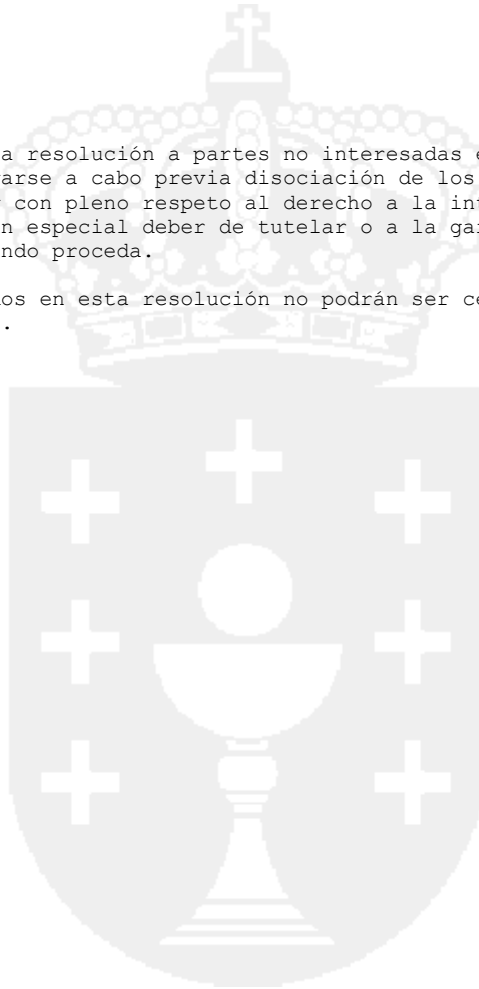 a resolución a partes no interesadas e
arse a cabo previa disociación de los
con pleno respeto al derecho a la in
n especial deber de tutelar o a la ga
ndo proceda.
os en esta resolución no podrán ser ce
.